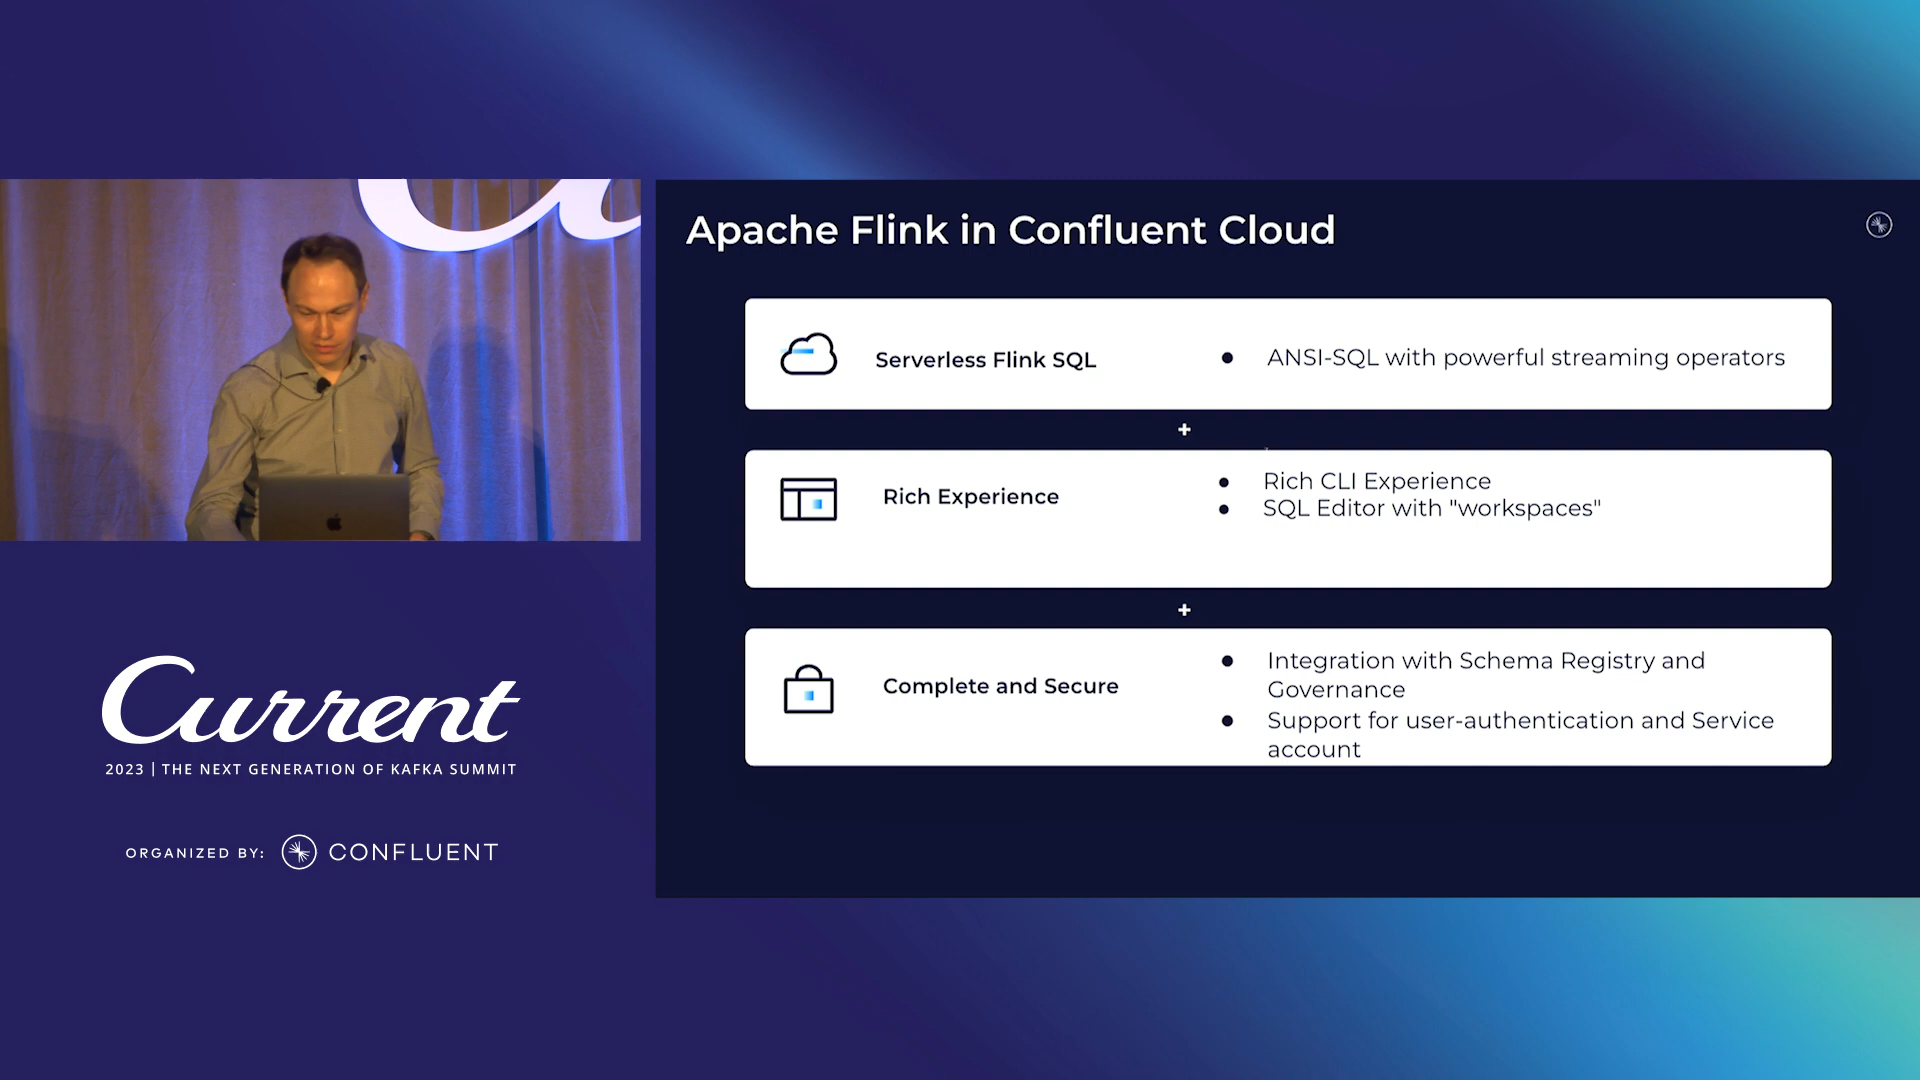 Apache Flink in Confluent Cloud
Serverless Flink SQL
● ANSI-SQL with powerful streaming operators
+
Rich Experience
● Rich CLI Experience
● SQL Editor with "workspaces"
+
Complete and Secure
● Integration with Schema Registry and
Governance
● Support for user-authentication and Service
account
Current
2023 | THE NEXT GENERATION OF KAFKA SUMMIT
ORGANIZED BY: CONFLUENT